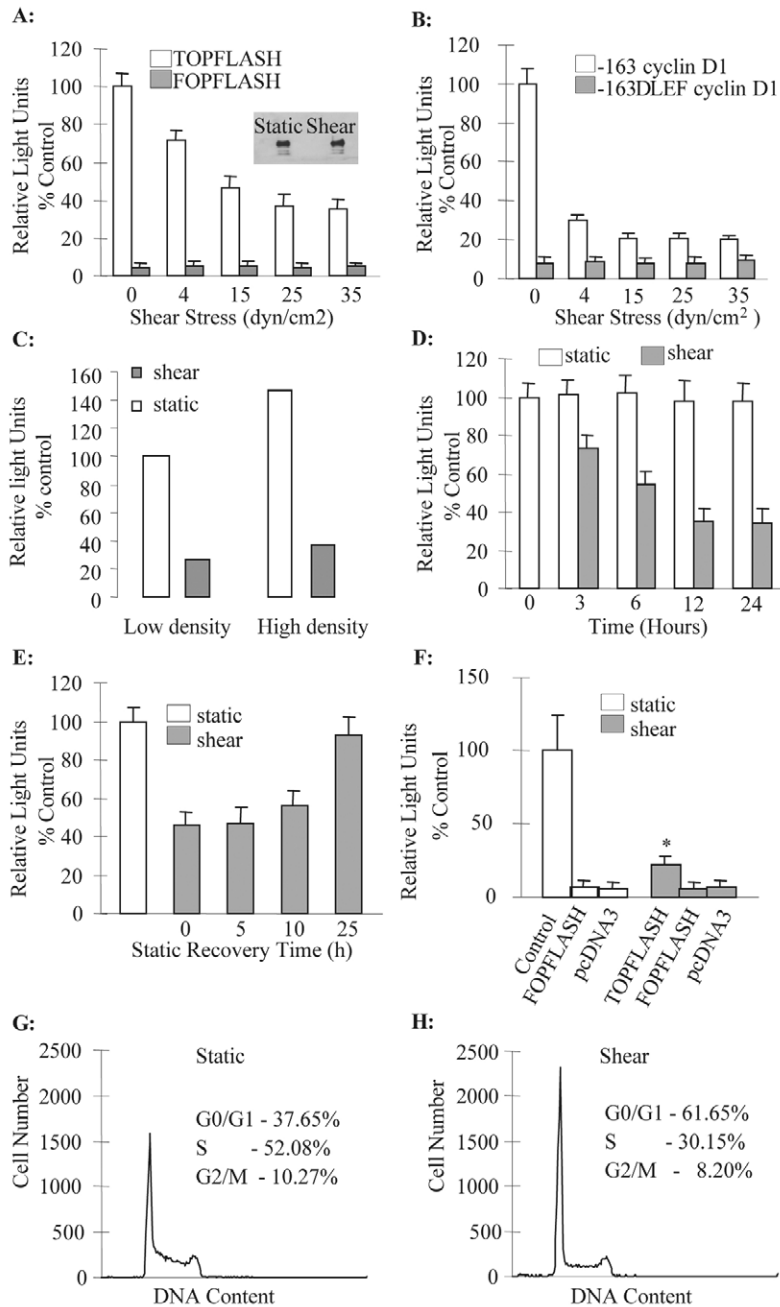 A:
Relative Light Units
% Control
120
100
80
60
40
20
0
TOPFLASH
FOPFLASH
Static Shear
0 4 15 25 35
Shear Stress (dyn/cm2)
B:
Relative Light Units
% Control
120
100
80
60
40
20
0
-163 cyclin D1
-163DLEF cyclin D1
0 4 15 25 35
Shear Stress (dyn/cm2 )
C:
Relative light Units
% control
160
140
120
100
80
60
40
20
0
shear
static
Low density High density
D:
Relative Light Units
% Control
120
100
80
60
40
20
0
static shear
0 3 6 12 24
Time (Hours)
E:
Relative Light Units
% Control
120
100
80
60
40
20
0
static
shear
0 5 10 25
Static Recovery Time (h)
F:
Relative Light Units
% Control
150
100
50
0
static
shear
*
Control
FOPFLASH
pcDNA3
TOPFLASH
FOPFLASH
pcDNA3
G:
Cell Number
2500
2000
1500
1000
500
0
Static
G0/G1 - 37.65%
S - 52.08%
G2/M - 10.27%
DNA Content
H:
Cell Number
2500
2000
1500
1000
500
0
Shear
G0/G1 - 61.65%
S - 30.15%
G2/M - 8.20%
DNA Content